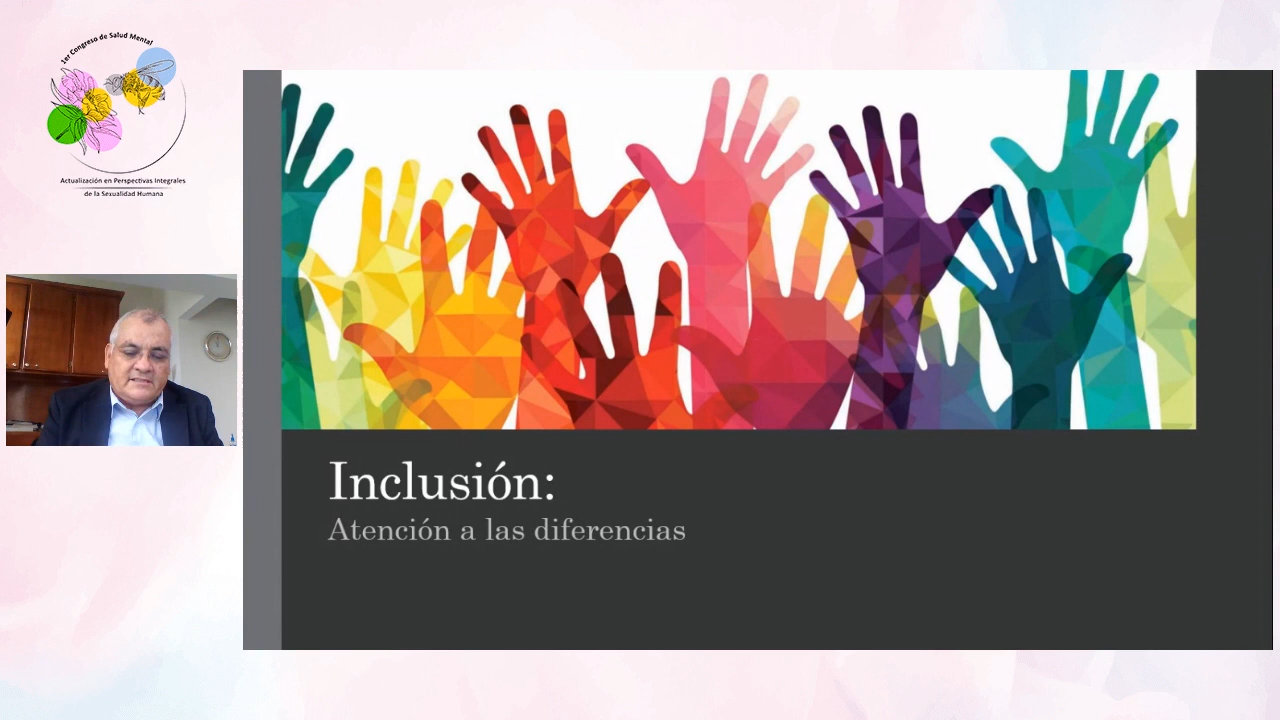 1er Congreso de Salud Mental
Actualización en Perspectivas Integrales
de la Sexualidad Humana
Inclusión:
Atención a las diferencias